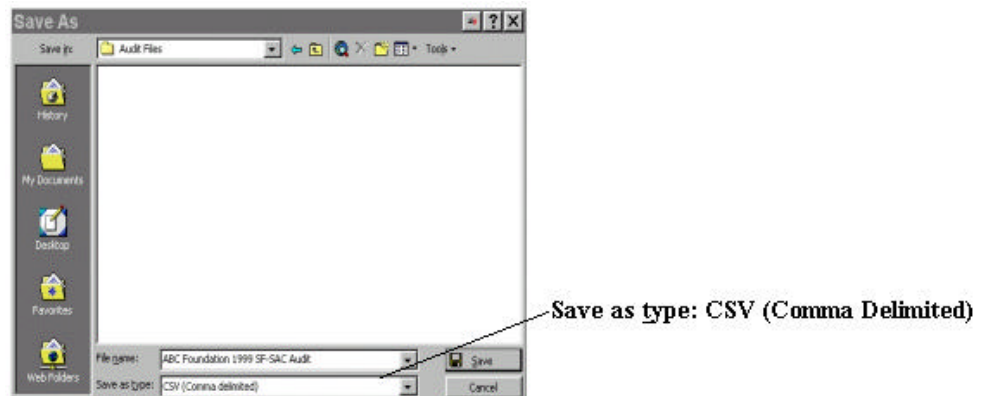 Save As
Save in: Audit Files Tools
History
My Documents
Desktop
Favorites
Web Folders
Save as type: CSV (Comma Delimited)
File name: ABC Foundation 1999 SF-SAC Audit Save
Save as type: CSV (Comma delimited) Cancel